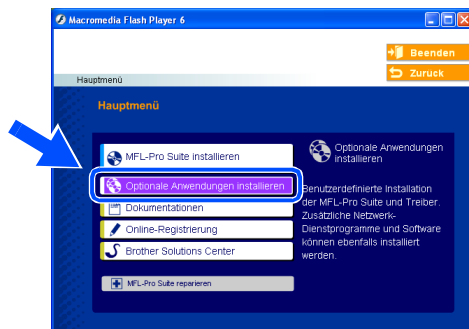 Macromedia Flash Player 6
Beenden
Zurück
Hauptmenü
Hauptmenü
MFL-Pro Suite installieren
Optionale Anwendungen installieren
Dokumentationen
Online-Registrierung
Brother Solutions Center
MFL-Pro Suite reparieren
Optionale Anwendungen
installieren
Benutzerdefinierte Installation
der MFL-Pro Suite und Treiber.
Zusätzliche Netzwerk-
Dienstprogramme und Software
können ebenfalls installiert
werden.